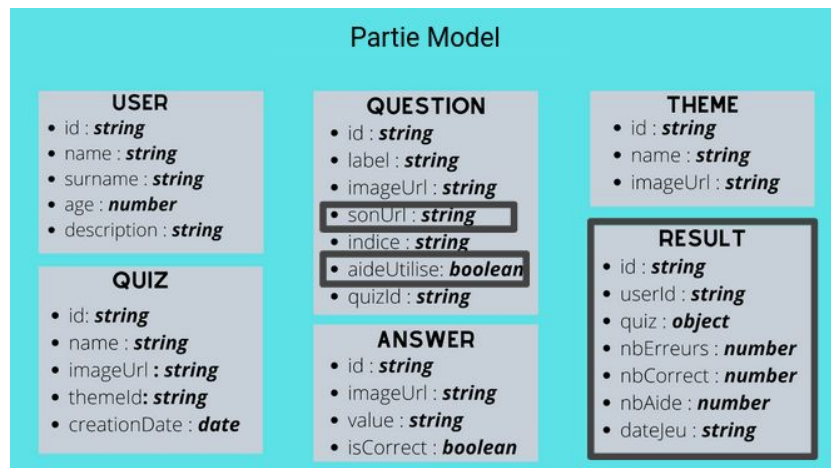 Partie Model
USER
• id : string
• name : string
• surname : string
• age : number
• description : string
QUIZ
• id: string
• name : string
• imageUrl : string
• themeId: string
• creationDate : date
QUESTION
• id : string
• label : string
• imageUrl : string
• sonUrl : string
• indice : string
• aideUtilise: boolean
• quizId : string
ANSWER
• id : string
• imageUrl : string
• value : string
• isCorrect : boolean
THEME
• id : string
• name : string
• imageUrl : string
RESULT
• id : string
• userId : string
• quiz : object
• nbErreurs : number
• nbCorrect : number
• nbAide : number
• dateJeu : string